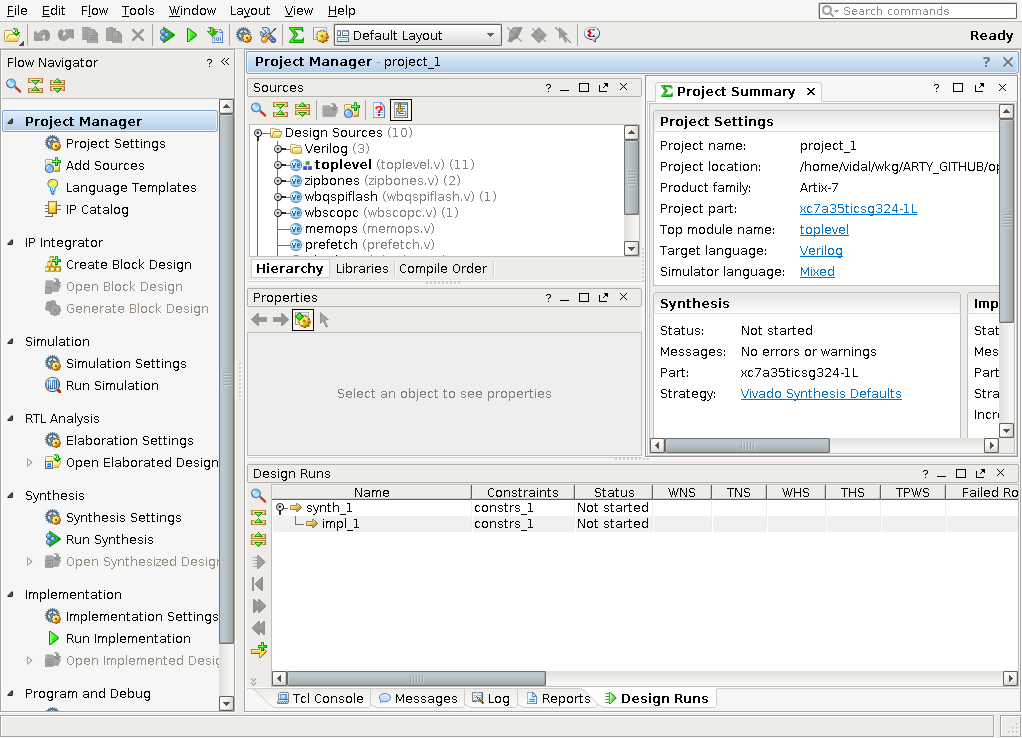 File Edit Flow Tools Window Layout View Help
Search commands
Default Layout
Ready
Flow Navigator
? «
Project Manager
Project Settings
Add Sources
Language Templates
IP Catalog
IP Integrator
Create Block Design
Open Block Design
Generate Block Design
Simulation
Simulation Settings
Run Simulation
RTL Analysis
Elaboration Settings
Open Elaborated Design
Synthesis
Synthesis Settings
Run Synthesis
Open Synthesized Design
Implementation
Implementation Settings
Run Implementation
Open Implemented Desig
Program and Debug
Project Manager - project_1
Sources
Design Sources (10)
Verilog (3)
toplevel (toplevel.v) (11)
zipbones (zipbones.v) (2)
wbqspiflash (wbqspiflash.v) (1)
wbscopc (wbscopc.v) (1)
memops (memops.v)
prefetch (prefetch.v)
Hierarchy Libraries Compile Order
Properties
Select an object to see properties
Project Summary
Project Settings
Project name: project_1
Project location: /home/vidal/wkg/ARTY_GITHUB/op
Product family: Artix-7
Project part: xc7a35ticsg324-1L
Top module name: toplevel
Target language: Verilog
Simulator language: Mixed
Synthesis
Status: Not started
Messages: No errors or warnings
Part: xc7a35ticsg324-1L
Strategy: Vivado Synthesis Defaults
Imp
Stat
Mes
Part
Stra
Incre
Design Runs
Name Constraints Status WNS TNS WHS THS TPWS Failed Ro
synth_1 constrs_1 Not started
impl_1 constrs_1 Not started
Tcl Console Messages Log Reports Design Runs